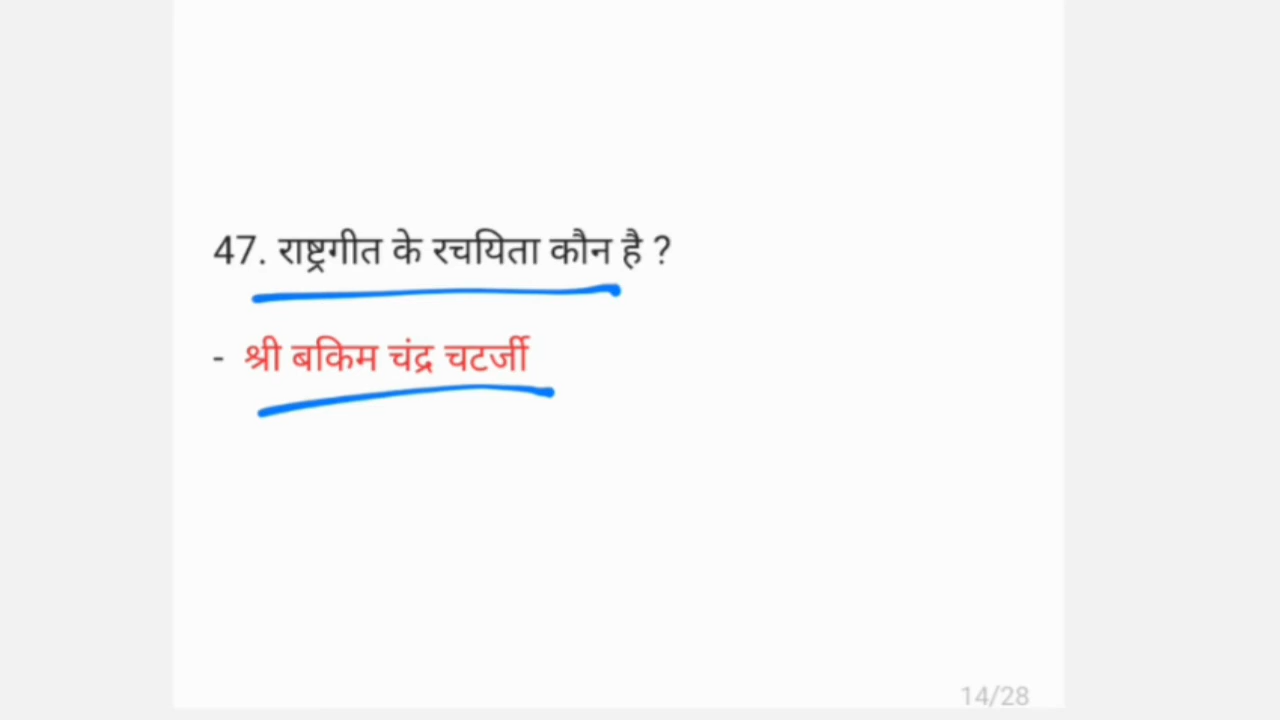 47. राष्ट्रगीत के रचयिता कौन है ?
- श्री बकिम चंद्र चटर्जी
14/28